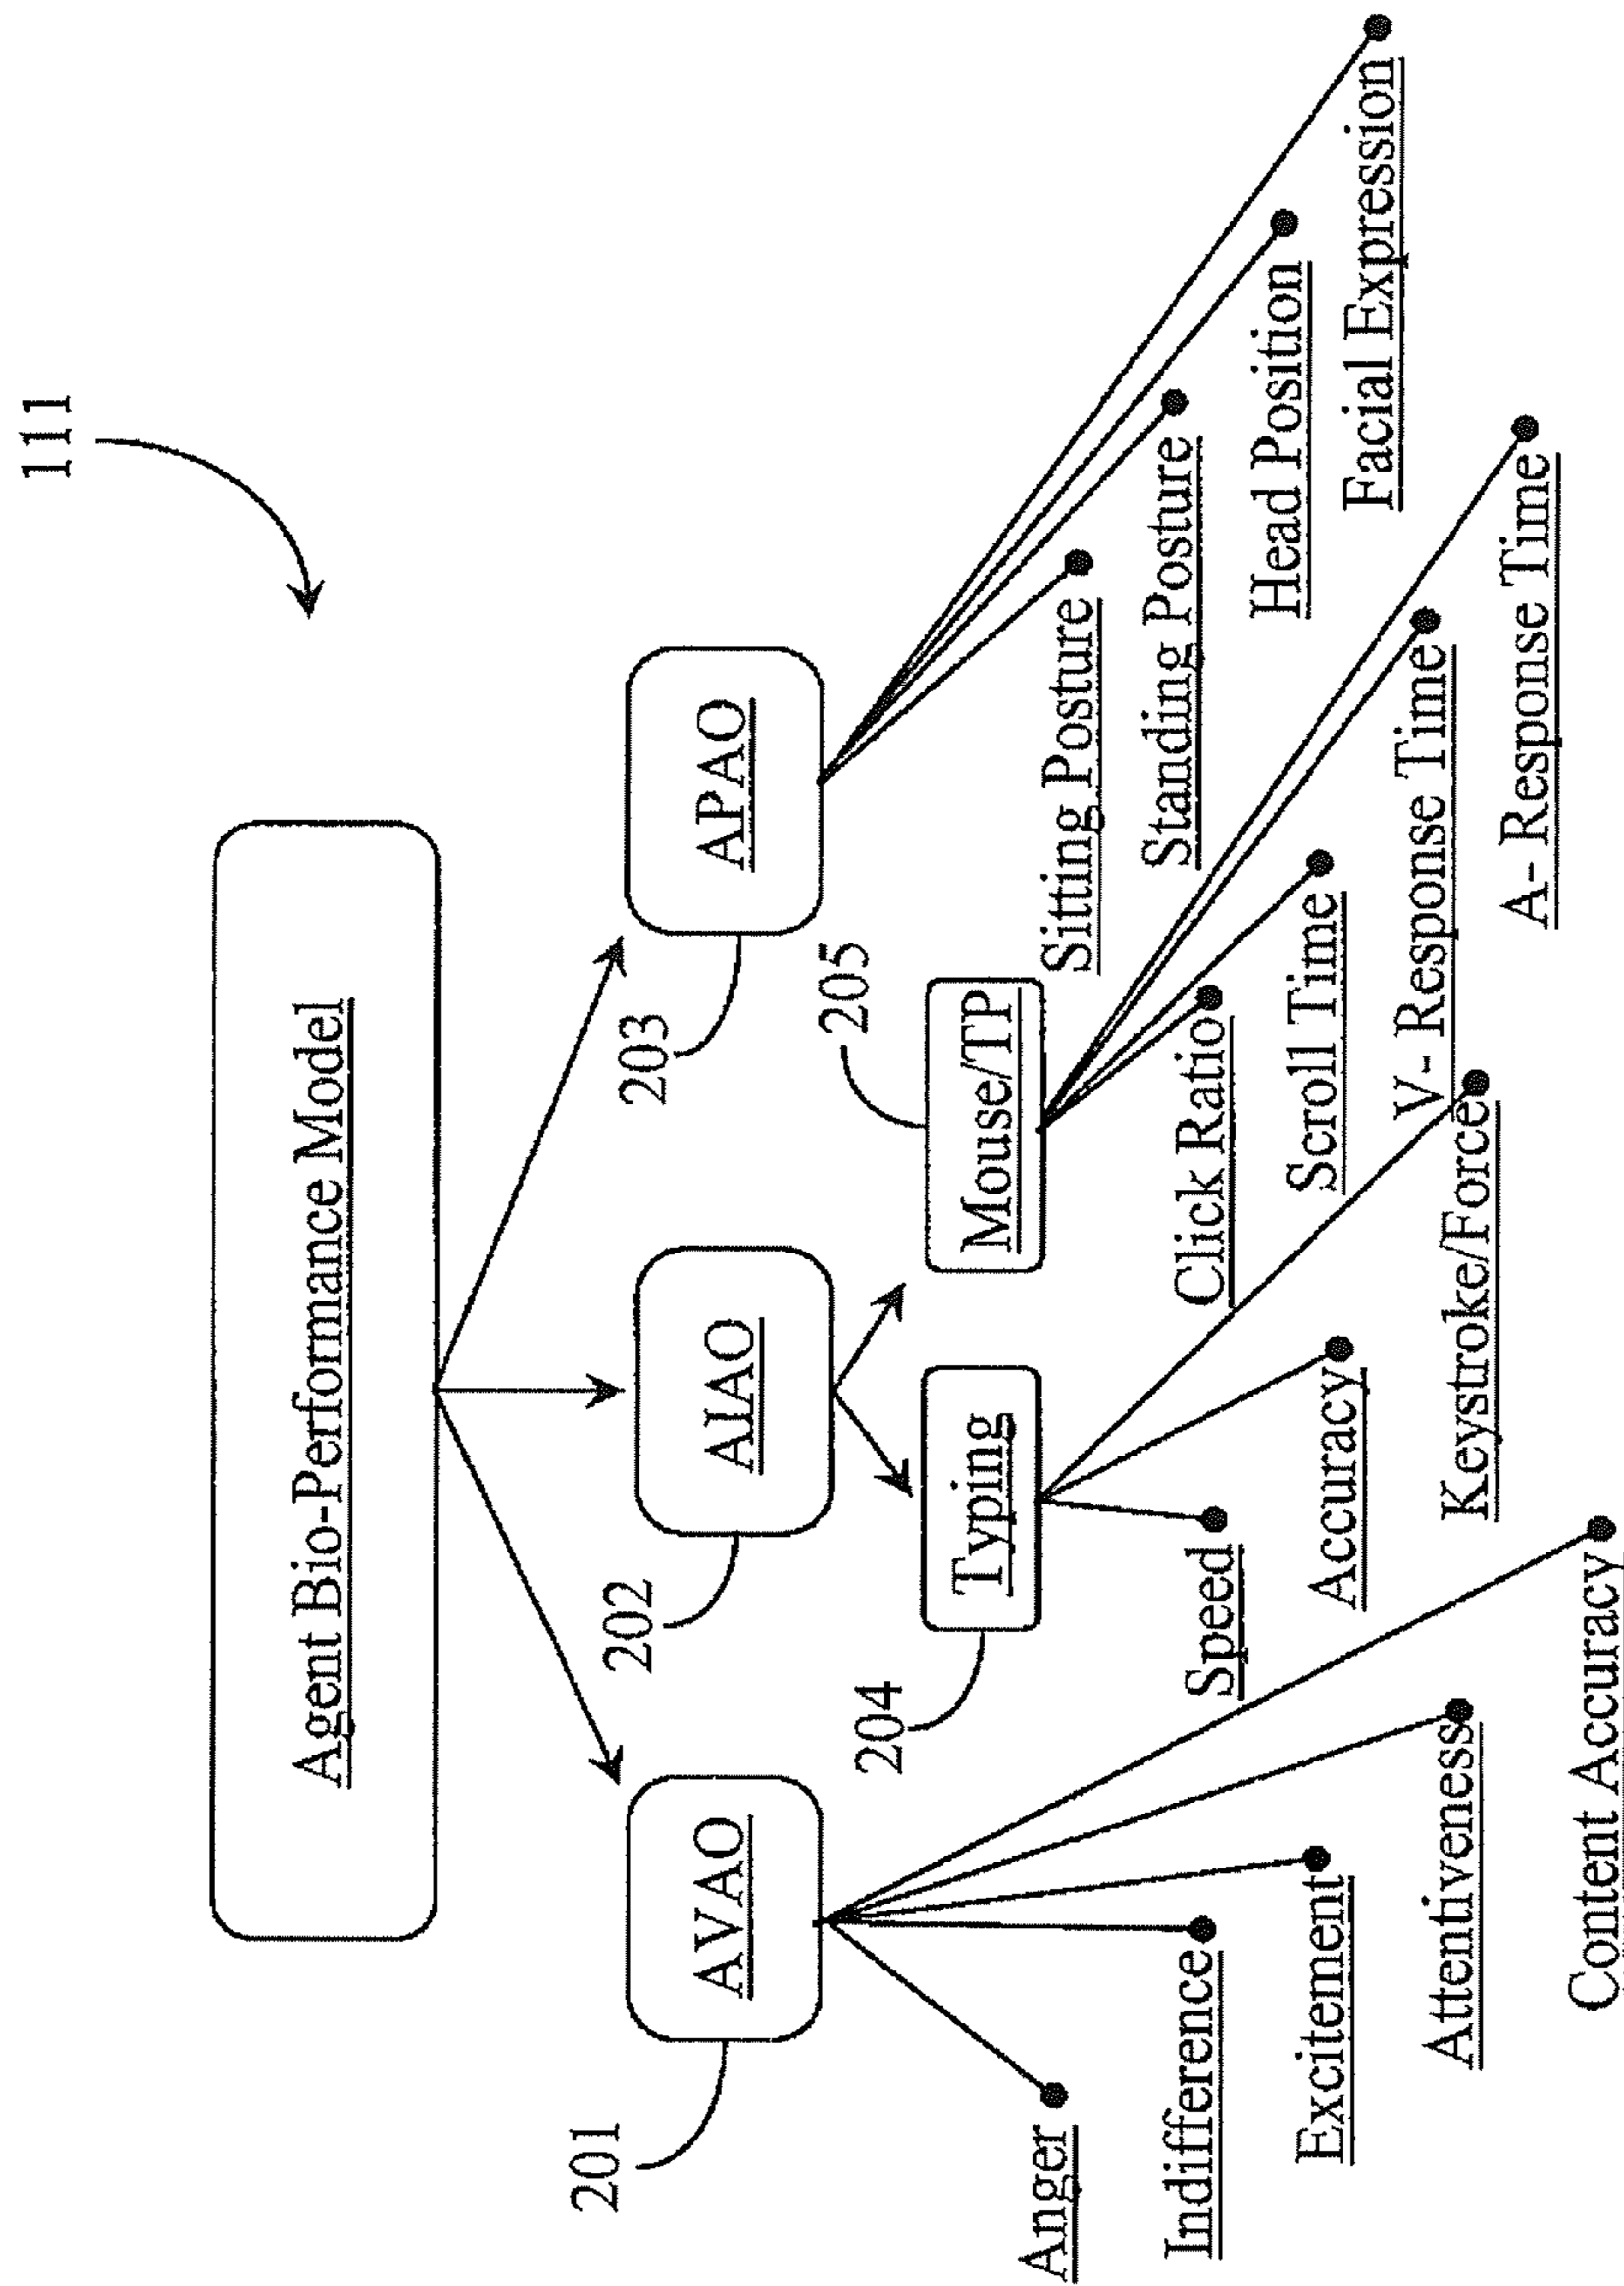 111
Agent Bio-Performance Model
201
AVAO
202
AIAO
203
APAO
204
Typing
205
Mouse/TP
Anger
Indifference
Excitement
Attentiveness
Content Accuracy
Speed
Accuracy
Keystroke/Force
Click Ratio
Scroll Time
V- Response Time
A- Response Time
Sitting Posture
Standing Posture
Head Position
Facial Expression